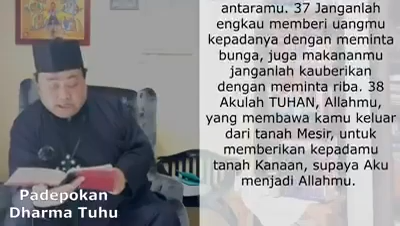 antaramu. 37 Janganlah
engkau memberi uangmu
kepadanya dengan meminta
bunga, juga makananmu
janganlah kauberikan
dengan meminta riba. 38
Akulah TUHAN, Allahmu,
yang membawa kamu keluar
dari tanah Mesir, untuk
memberikan kepadamu
tanah Kanaan, supaya Aku
menjadi Allahmu.
Padepokan
Dharma Tuhu